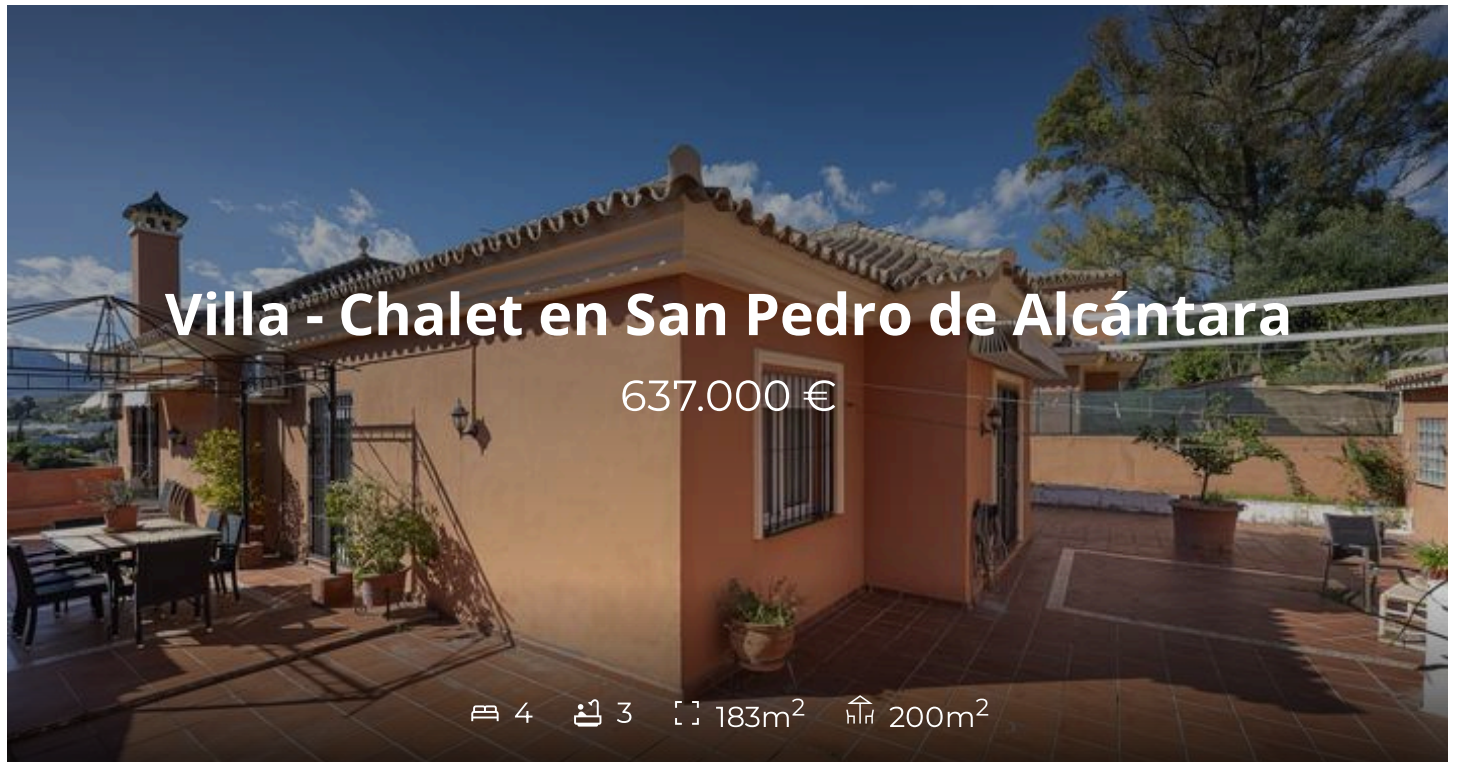 Villa - Chalet en San Pedro de Alcántara
637.000 €
4 3 183m² 200m²